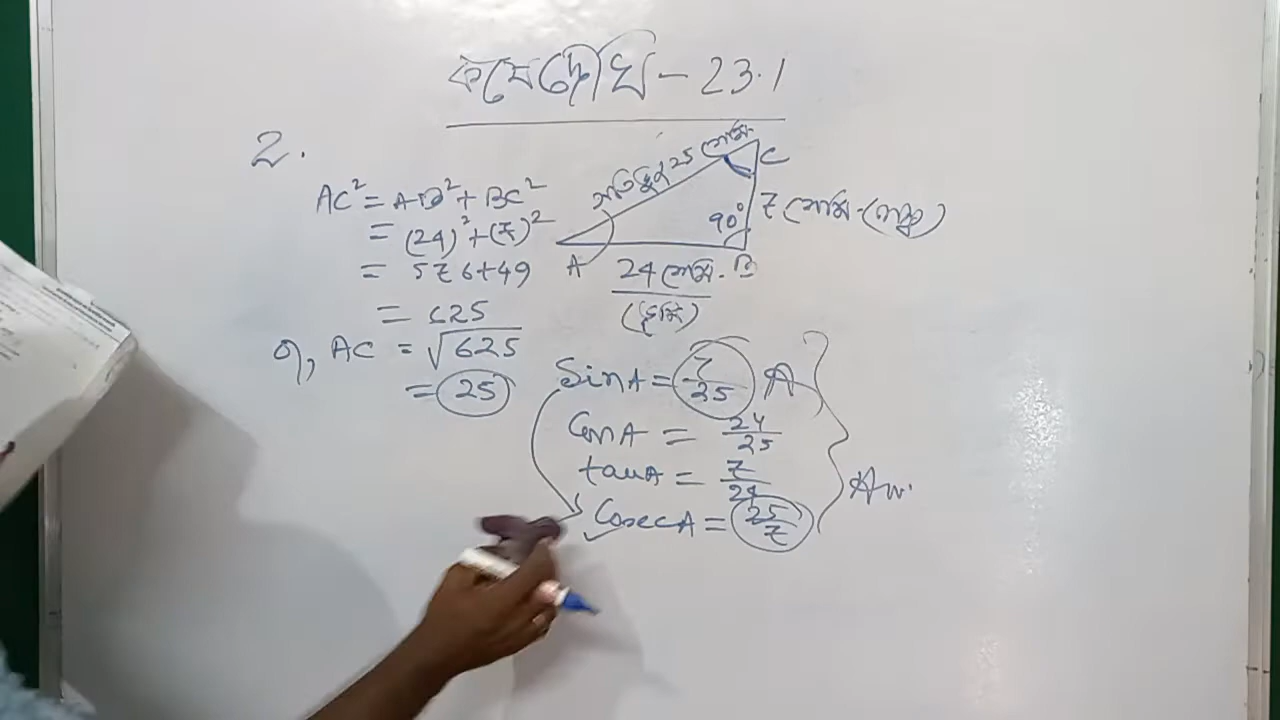 কষে দেখি - 23.1
2.
AC² = AB² + BC²
= (24)² + (7)²
= 576+49
= 625
বা, AC = √625
= 25
অতিভুজ 25 সেমি.
C
7 সেমি. (লম্ব)
90°
A
24 সেমি. B
(ভূমি)
SinA = 7/25
CosA = 24/25
tanA = 7/24
CosecA = 25/7
An.